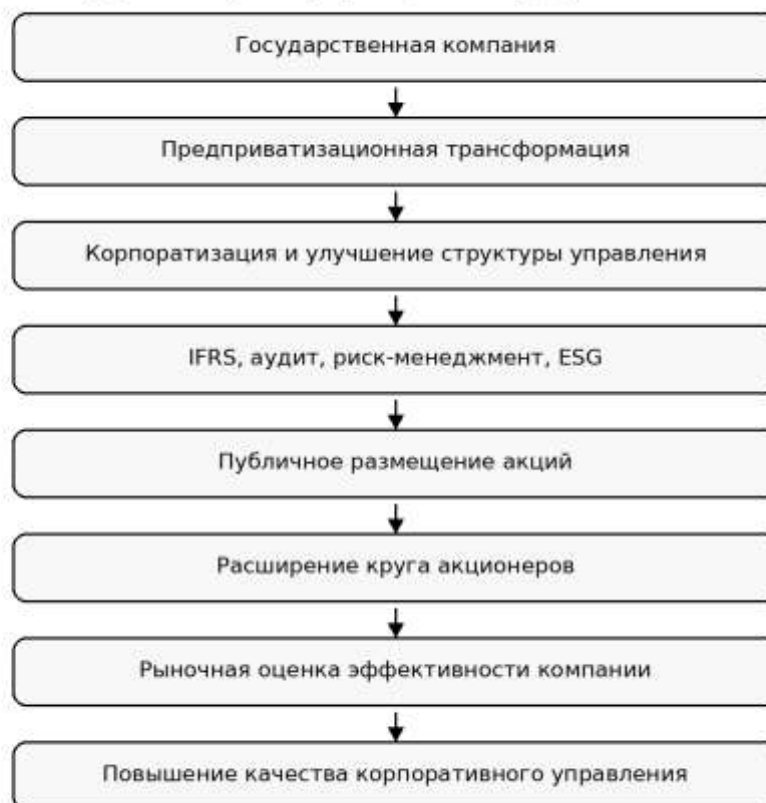 Государственная компания
Предприватизационная трансформация
Корпоратизация и улучшение структуры управления
IFRS, аудит, риск-менеджмент, ESG
Публичное размещение акций
Расширение круга акционеров
Рыночная оценка эффективности компании
Повышение качества корпоративного управления